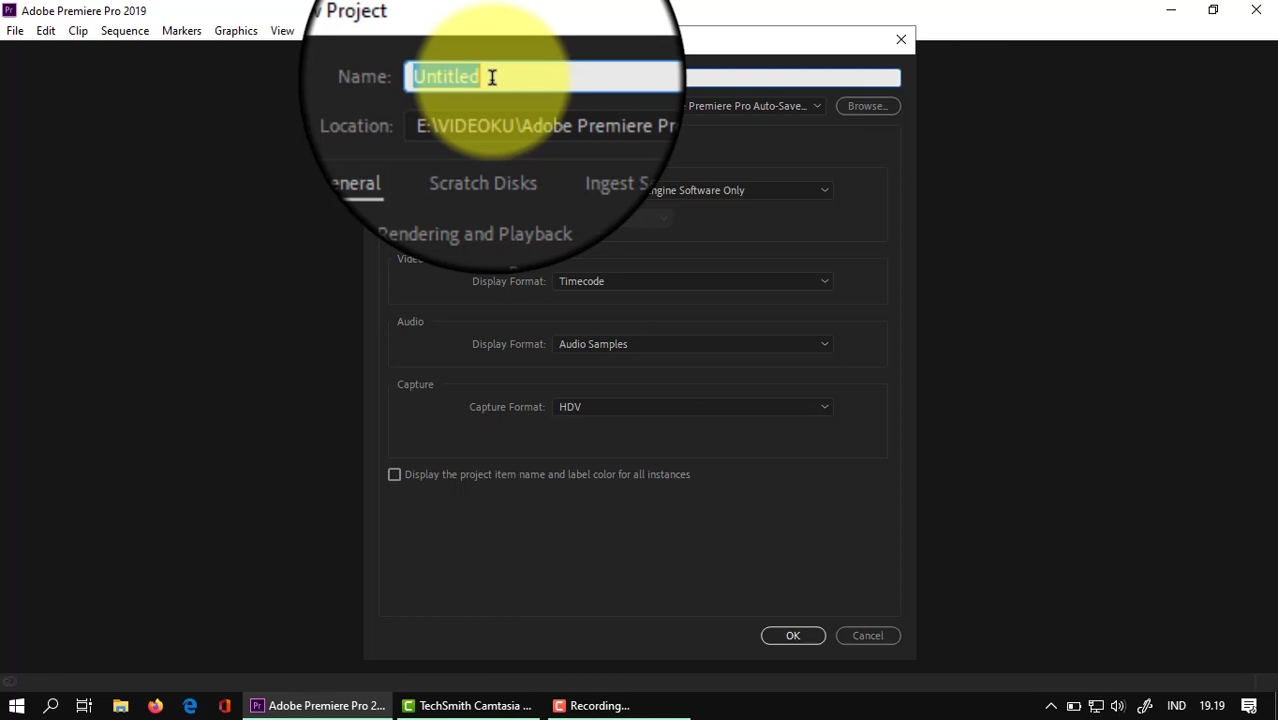 Adobe Premiere Pro 2019
File Edit Clip Sequence Markers Graphics View
Project
Name: Untitled
Location: E:\VIDEOKU\Adobe Premiere Pr
Premiere Pro Auto-Save... Browse...
eneral Scratch Disks Ingest S
ngine Software Only
Rendering and Playback
Video
Display Format: Timecode
Audio
Display Format: Audio Samples
Capture
Capture Format: HDV
Display the project item name and label color for all instances
OK Cancel
Adobe Premiere Pro 2... TechSmith Camtasia ... Recording... IND 19.19